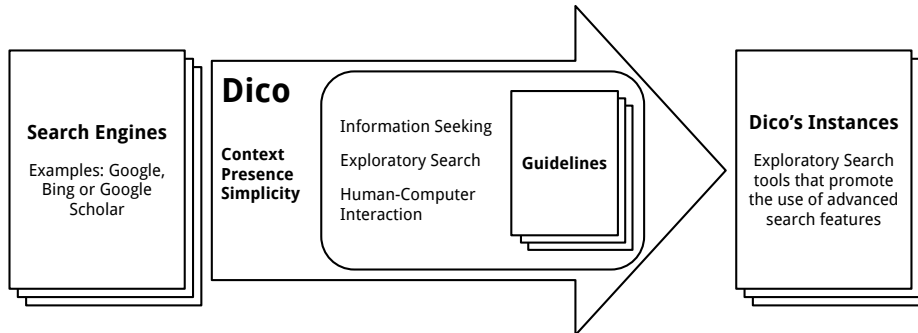 Search Engines
Examples: Google,
Bing or Google
Scholar
Dico
Context
Presence
Simplicity
Information Seeking
Exploratory Search
Human-Computer
Interaction
Guidelines
Dico's Instances
Exploratory Search
tools that promote
the use of advanced
search features